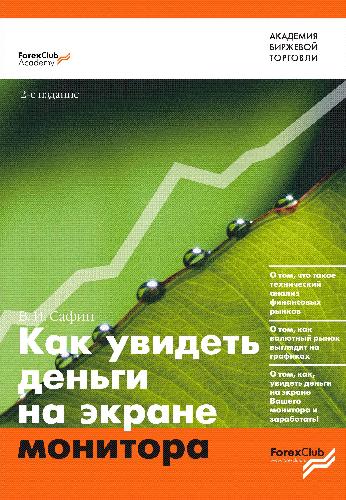 ForexClub
Academy
АКАДЕМИЯ
БИРЖЕВОЙ
ТОРГОВЛИ
2-е издание
В. И. Сафин
Как увидеть
деньги
на экране
монитора
О том, что такое
технический
анализ
финансовых
рынков
О том, как
валютный рынок
выглядит на
графиках
О том, как,
увидеть деньги
на экране
Вашего
монитора и
заработать!
ForexClub